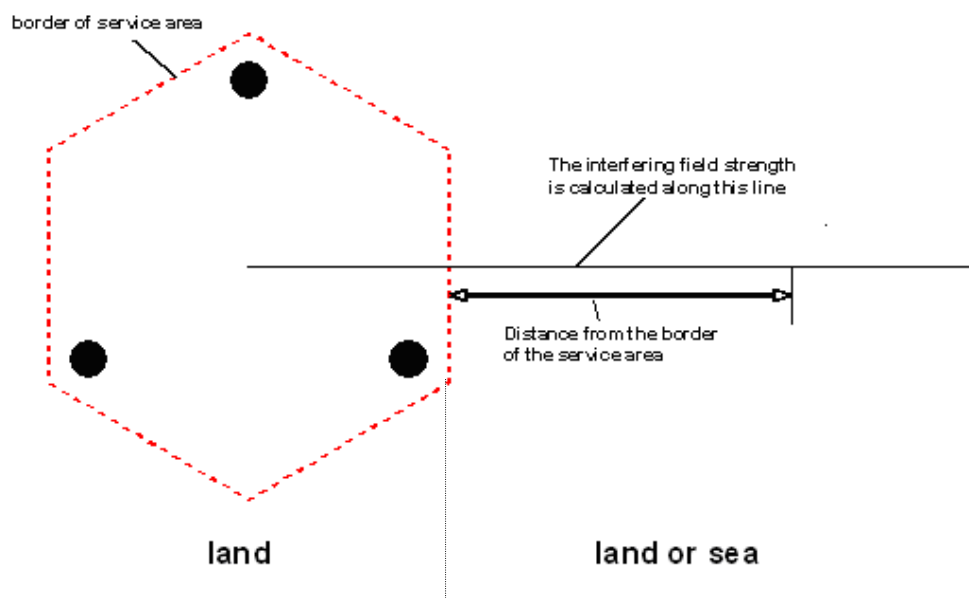 border of service area
The interfering field strength
is calculated along this line
Distance from the border
of the service area
land
land or sea